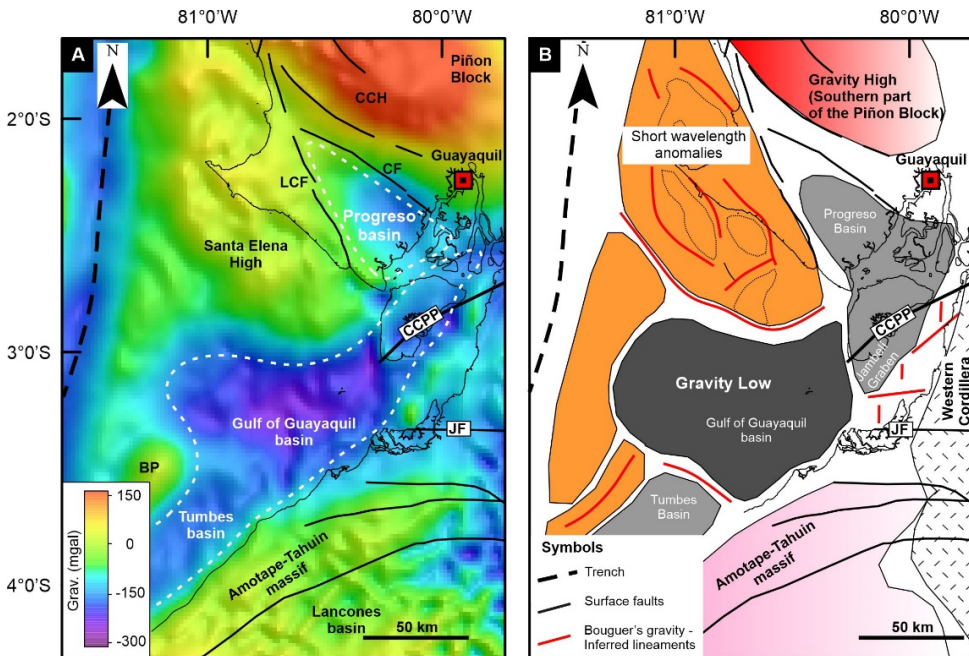 81°0'W
80°0'W
81°0'W
80°0'W
A
N
Piñon
Block
CCH
2°0'S
Guayaquil
CF
LCF
Progreso
basin
Santa Elena
High
CCPP
3°0'S
Gulf of Guayaquil
basin
JF
BP
Tumbes
basin
Grav. (mgal)
150
0
-150
-300
4°0'S
Amotape-Tahuin
massif
Lancones
basin
50 km
B
N
Gravity High
(Southern part
of the Piñon Block)
Short wavelength
anomalies
Guayaquil
Progreso
Basin
CCPP
Jambelí
Graben
Gravity Low
Gulf of Guayaquil
basin
Western
Cordillera
JF
Tumbes
Basin
Amotape-Tahuin
massif
Symbols
Trench
Surface faults
Bouguer's gravity -
Inferred lineaments
50 km